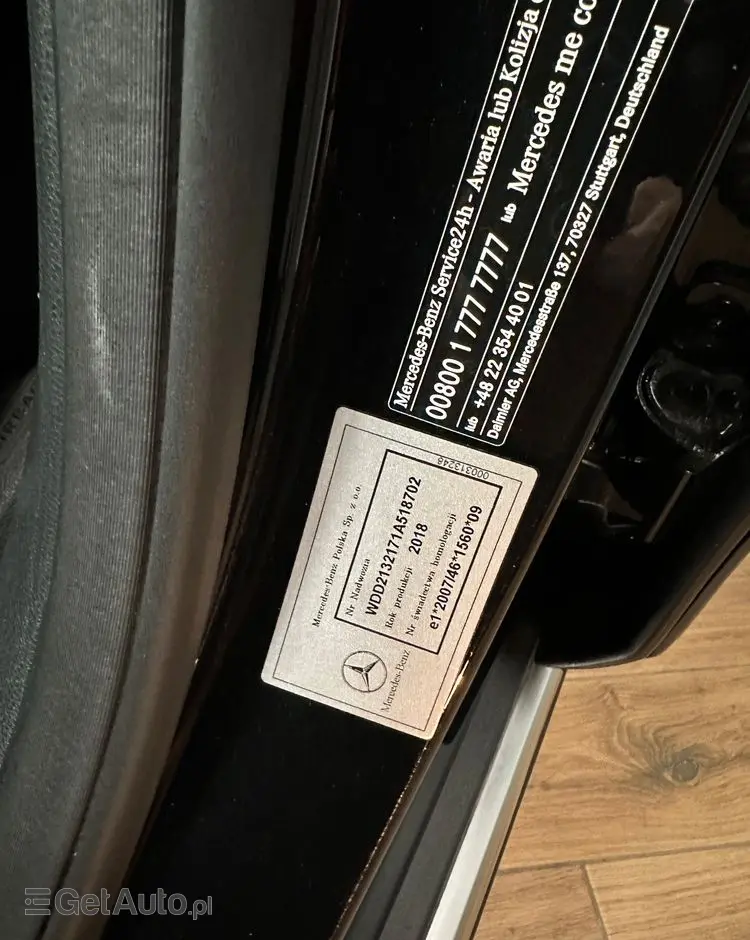 Mercedes-Benz Service24h - Awaria lub Kolizja
00800 1 777 7777 lub Mercedes me
lub +48 22 354 40 01
Daimler AG, Mercedesstraße 137, 70327 Stuttgart, Deutschland
000313246
Mercedes-Benz Polska Sp. z o.o.
Nr Nadwozia
WDD2132171A518702
Rok produkcji 2018
Nr świadectwa homologacji
e1*2007/46*1560*09
Mercedes-Benz
GetAuto.pl